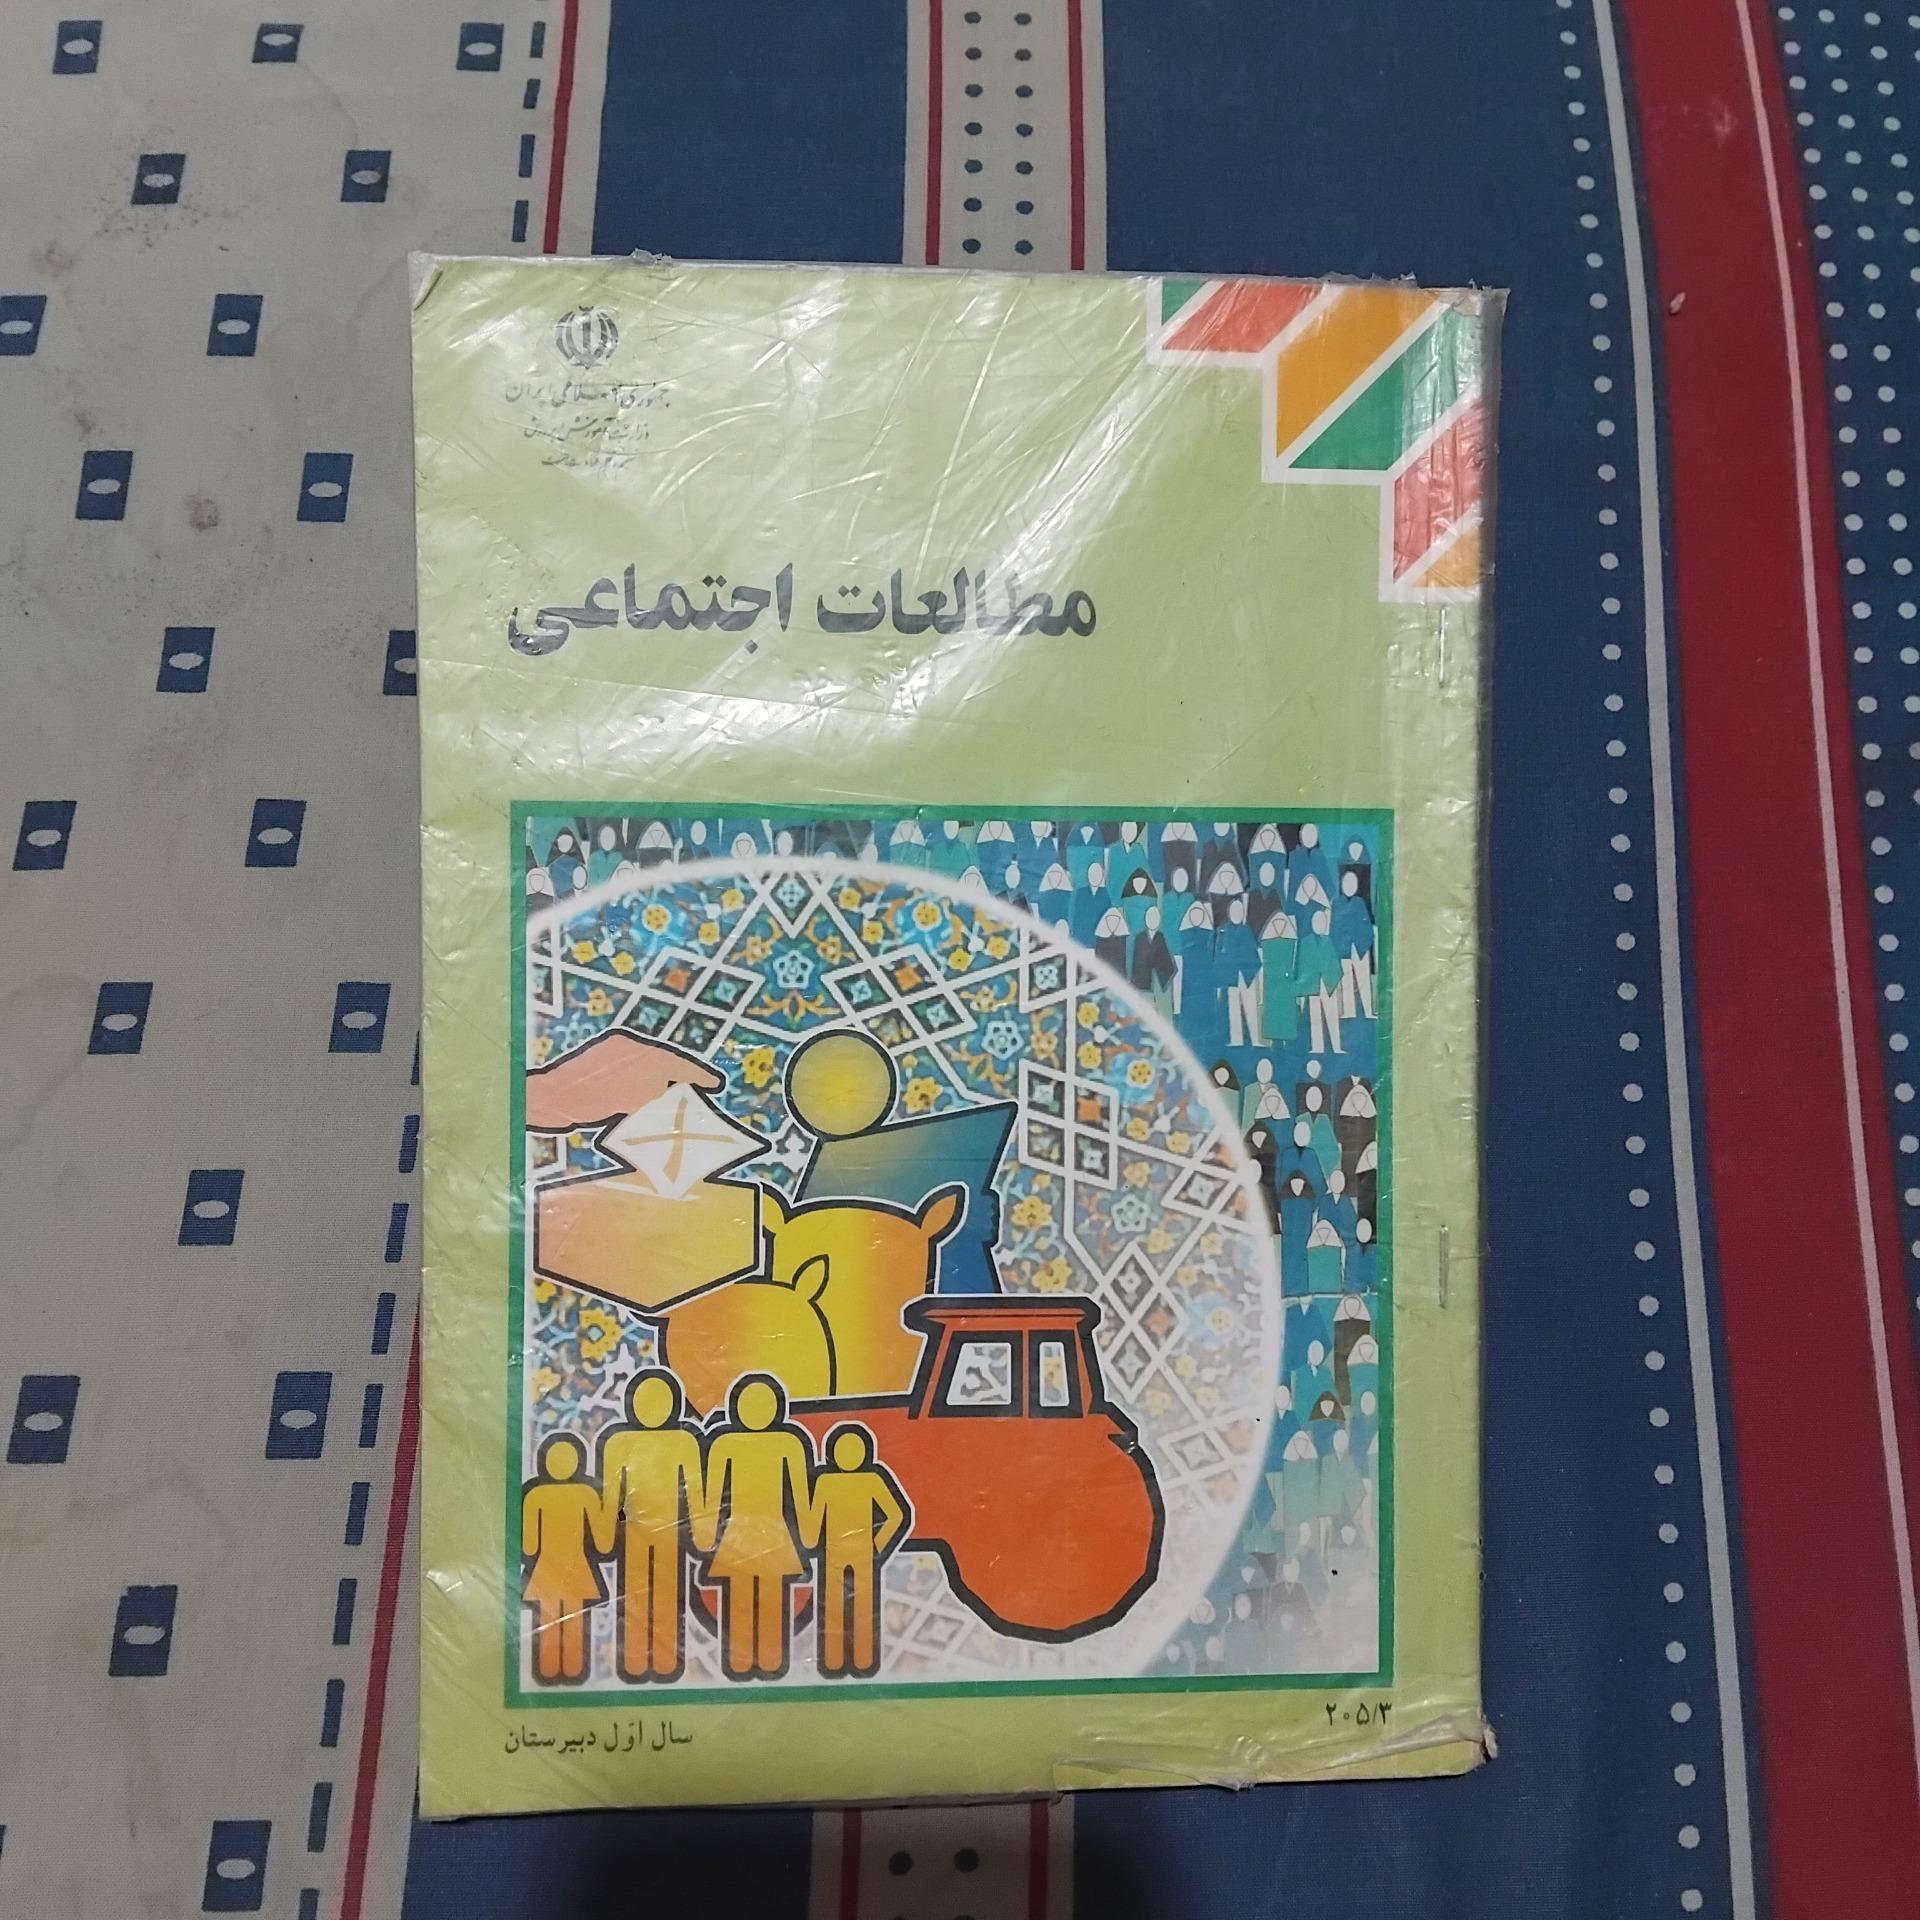 جمهوری اسلامی ایران
وزارت آموزش و پرورش
مطالعات اجتماعی
۲۰۵/۳
سال اوّل دبیرستان